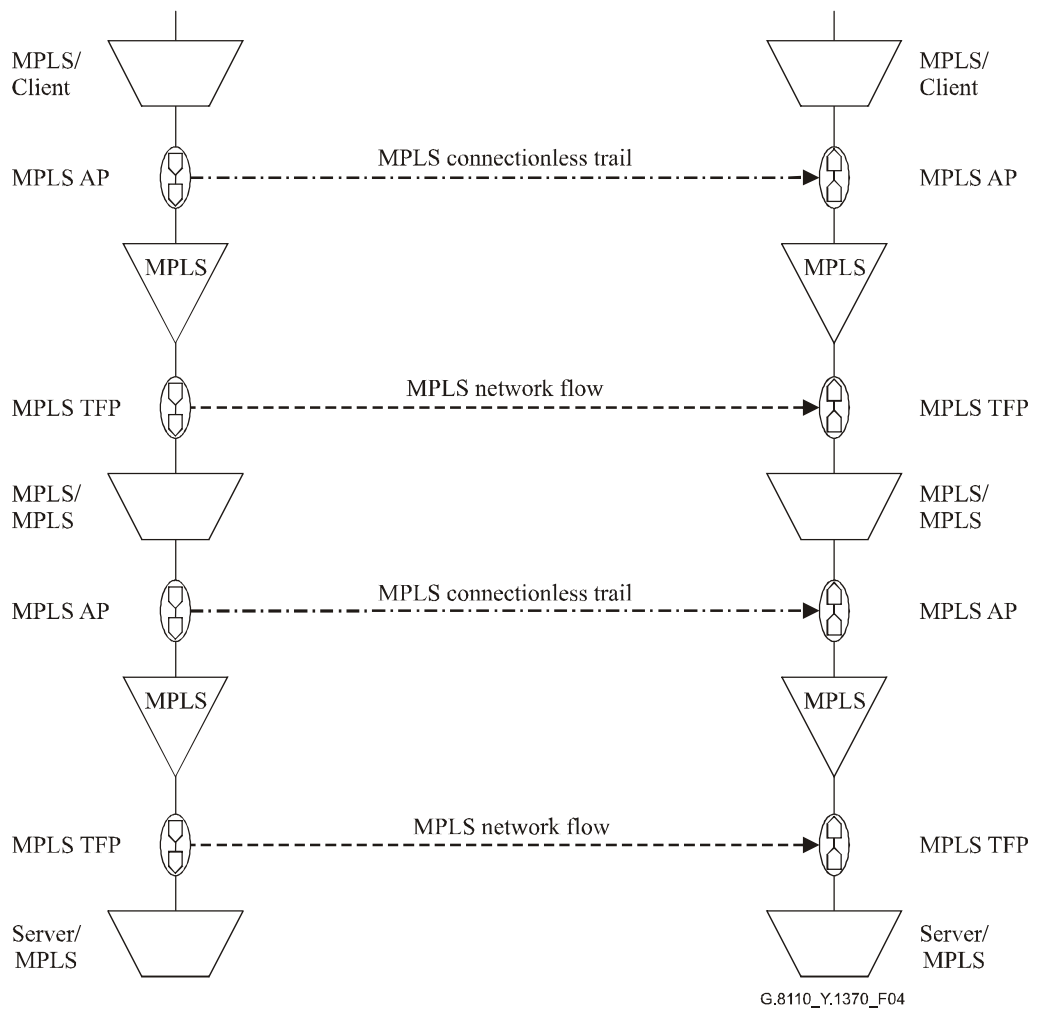 MPLS/
Client
MPLS/
Client
MPLS AP
MPLS connectionless trail
MPLS AP
MPLS
MPLS
MPLS TFP
MPLS network flow
MPLS TFP
MPLS/
MPLS
MPLS/
MPLS
MPLS AP
MPLS connectionless trail
MPLS AP
MPLS
MPLS
MPLS TFP
MPLS network flow
MPLS TFP
Server/
MPLS
Server/
MPLS
G.8110_Y.1370_F04